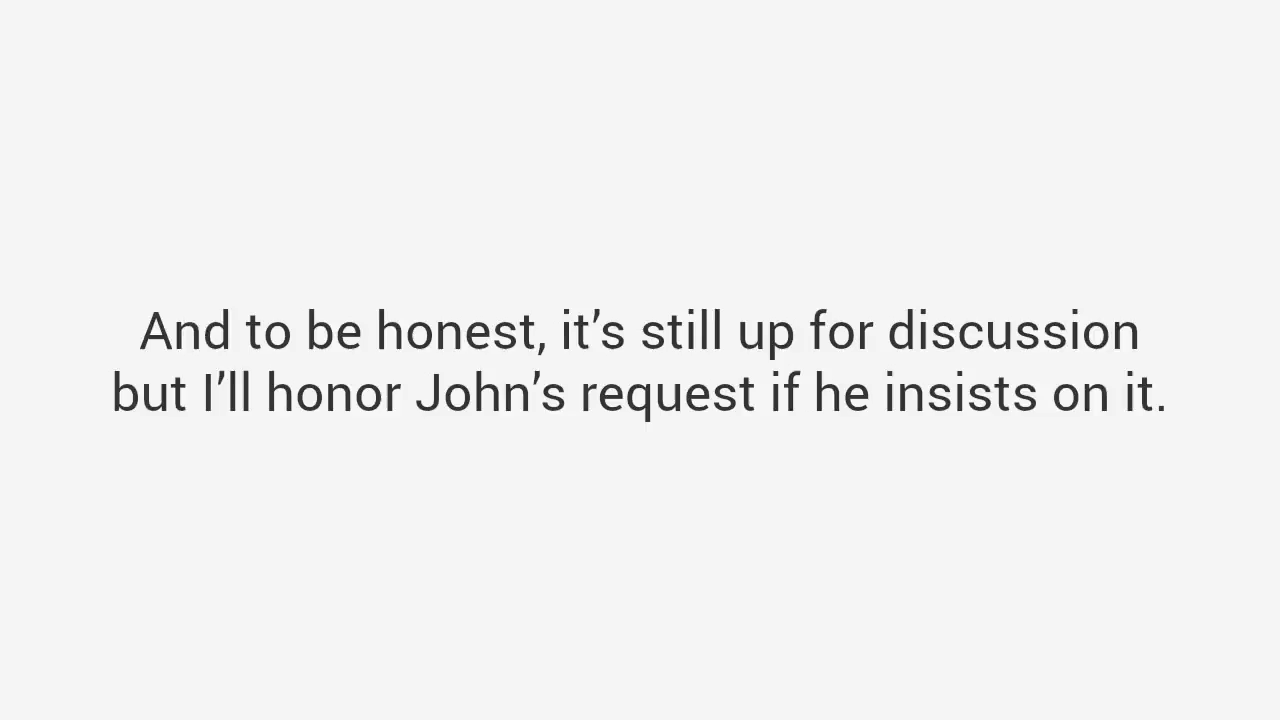 And to be honest, it’s still up for discussion
but I’ll honor John’s request if he insists on it.